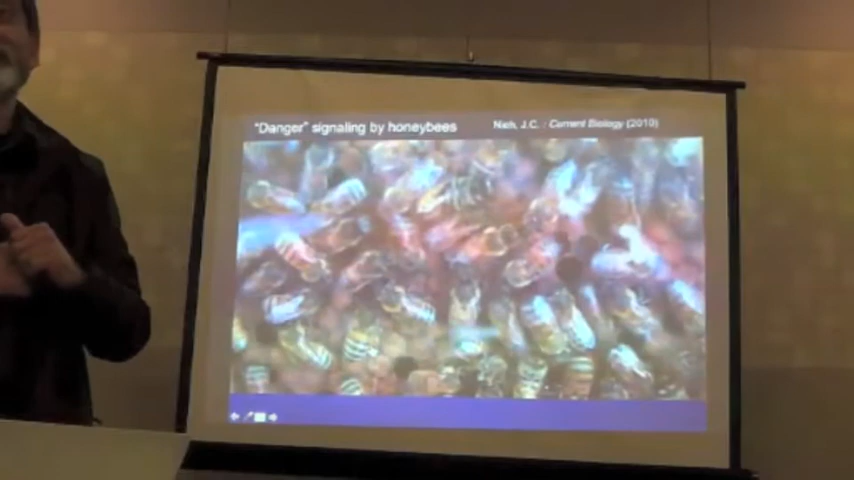 "Danger" signaling by honeybees
Nieh, J.C. : Current Biology (2010)